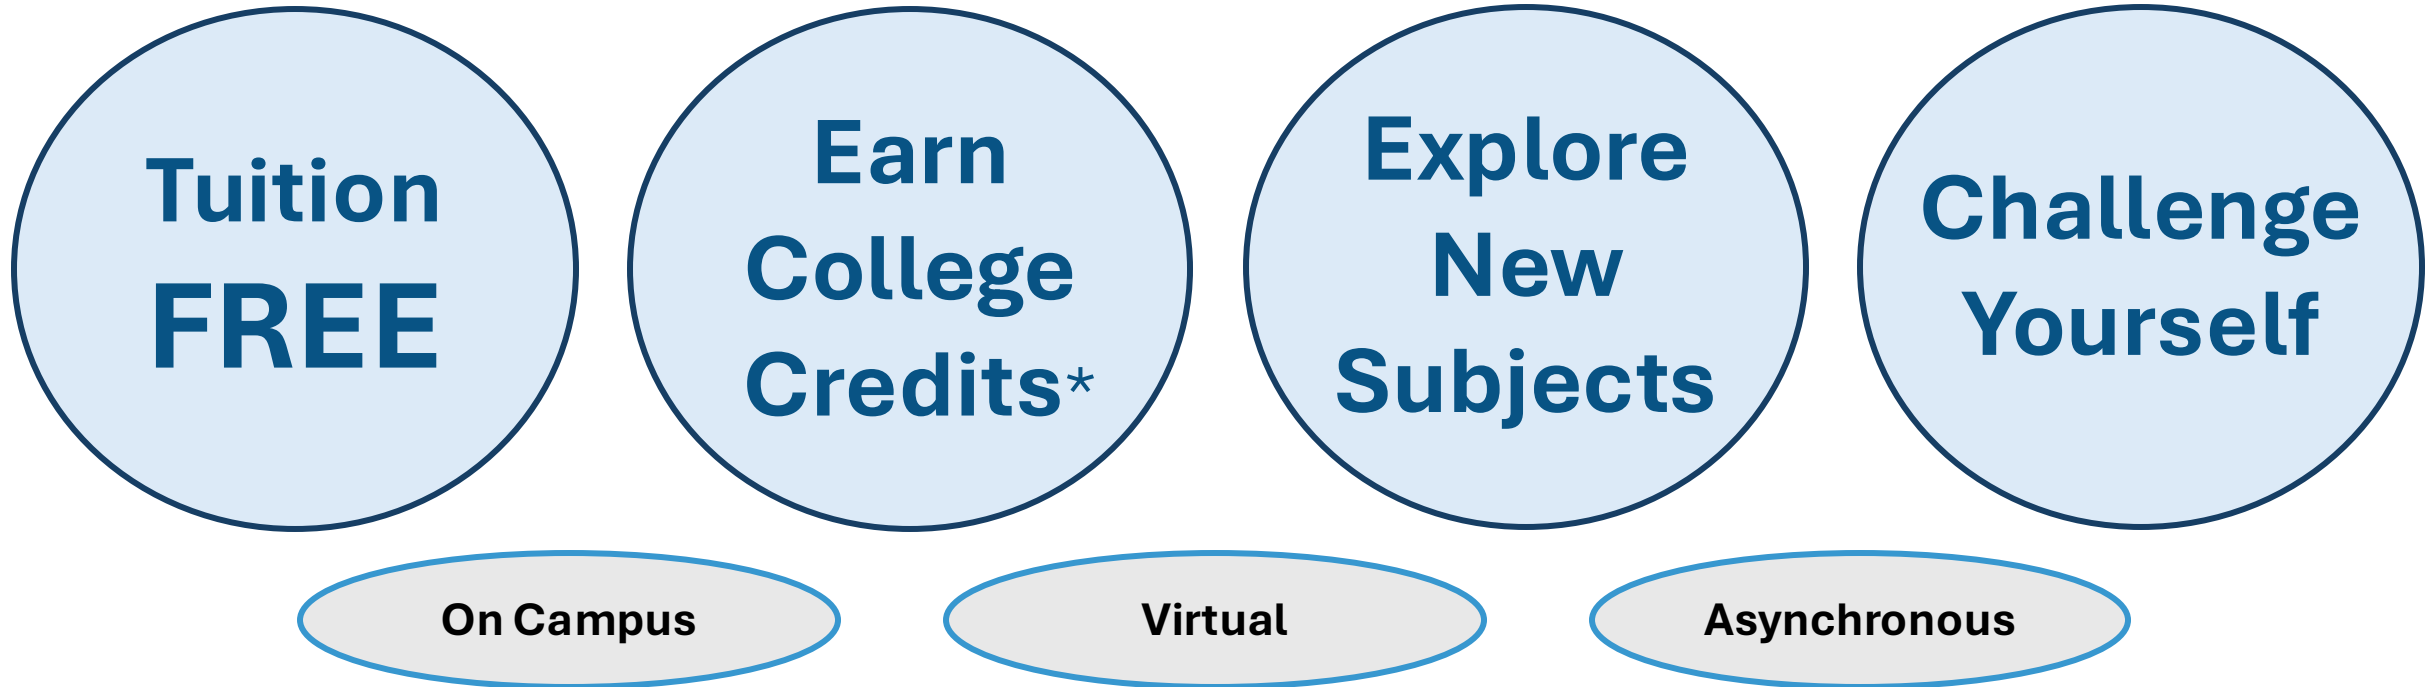 Tuition
FREE
Earn
College
Credits*
Explore
New
Subjects
Challenge
Yourself
On Campus
Virtual
Asynchronous